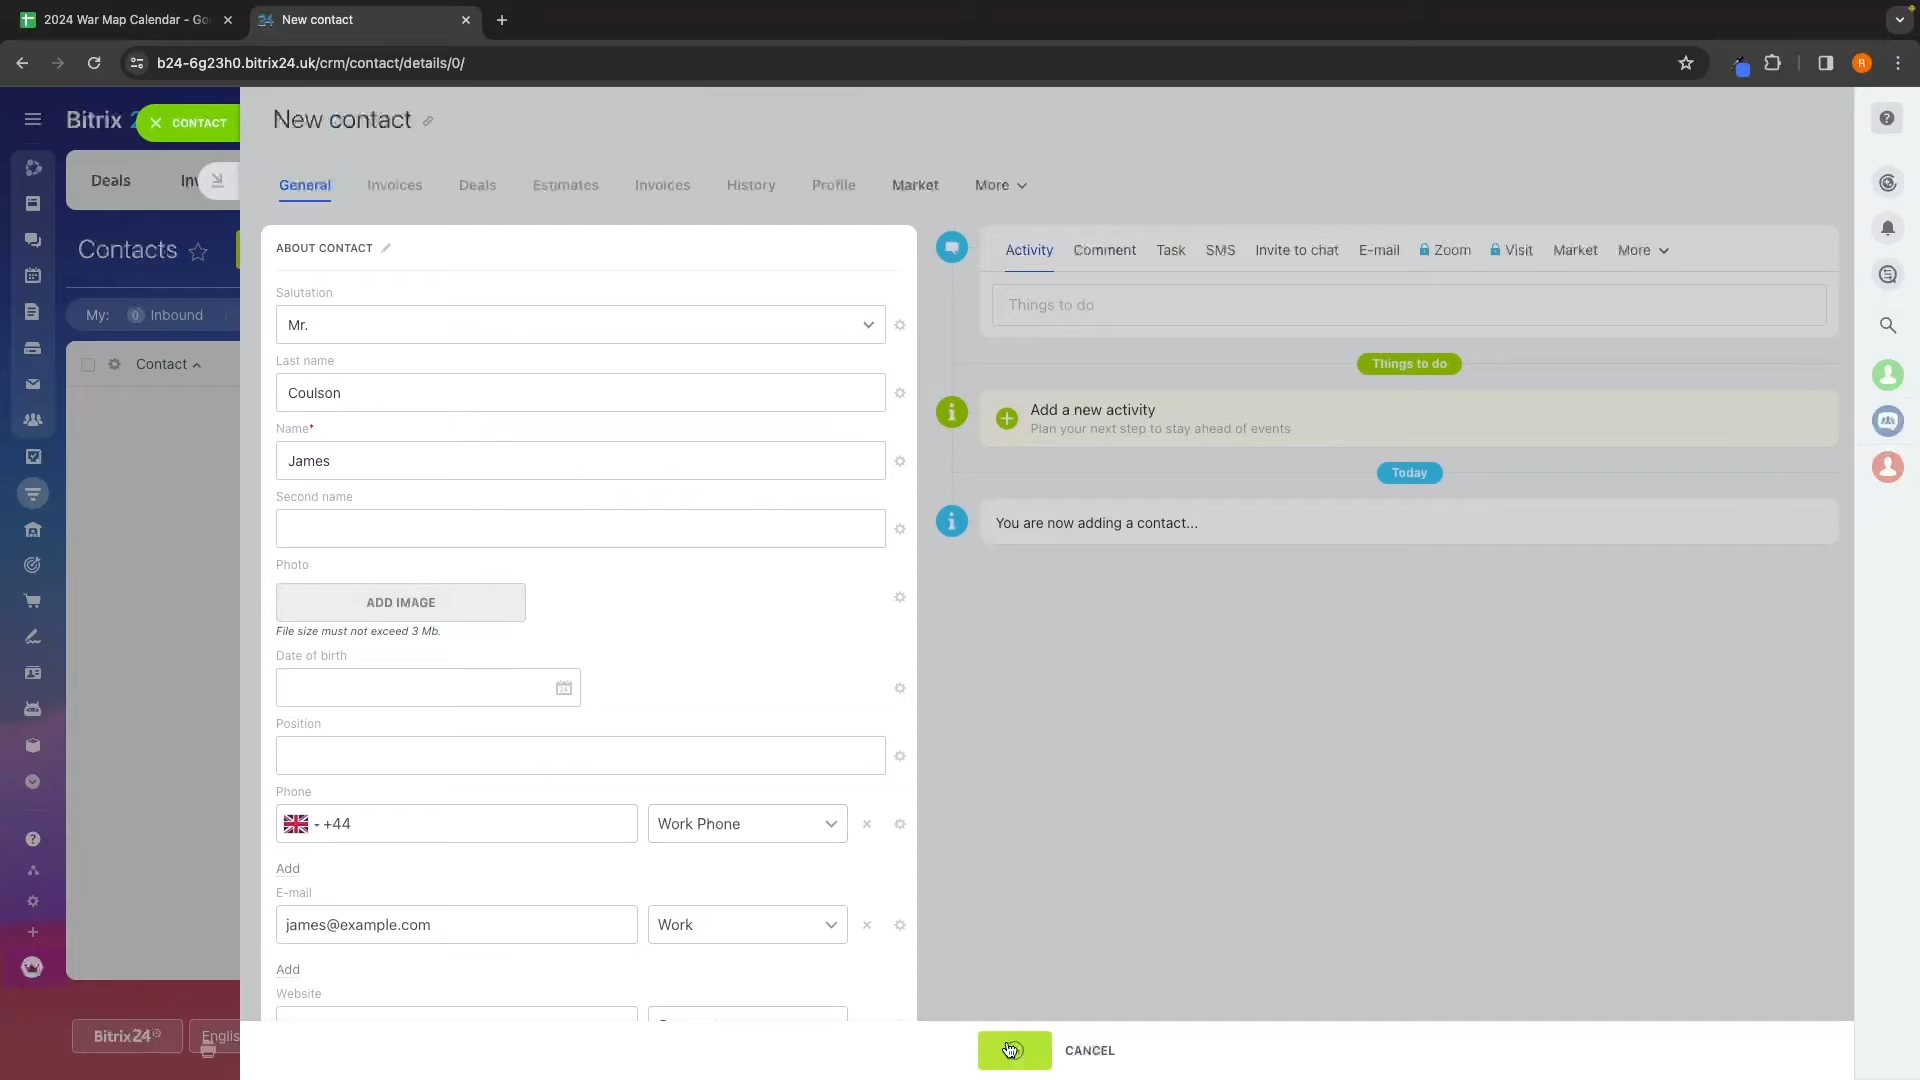 2024 War Map Calendar - Go
New contact
b24-6g23h0.bitrix24.uk/crm/contact/details/0/
Bitrix 2
CONTACT
New contact
Deals
Inv
General
Invoices
Deals
Estimates
Invoices
History
Profile
Market
More
Contacts
My: 0 Inbound
Contact
ABOUT CONTACT
Salutation
Mr.
Last name
Coulson
Name*
James
Second name
Photo
ADD IMAGE
File size must not exceed 3 Mb.
Date of birth
Position
Phone
+44
Work Phone
Add
E-mail
james@example.com
Work
Add
Website
Activity
Comment
Task
SMS
Invite to chat
E-mail
Zoom
Visit
Market
More
Things to do
Things to do
Add a new activity
Plan your next step to stay ahead of events
Today
You are now adding a contact...
Bitrix24
Englis
CANCEL
R